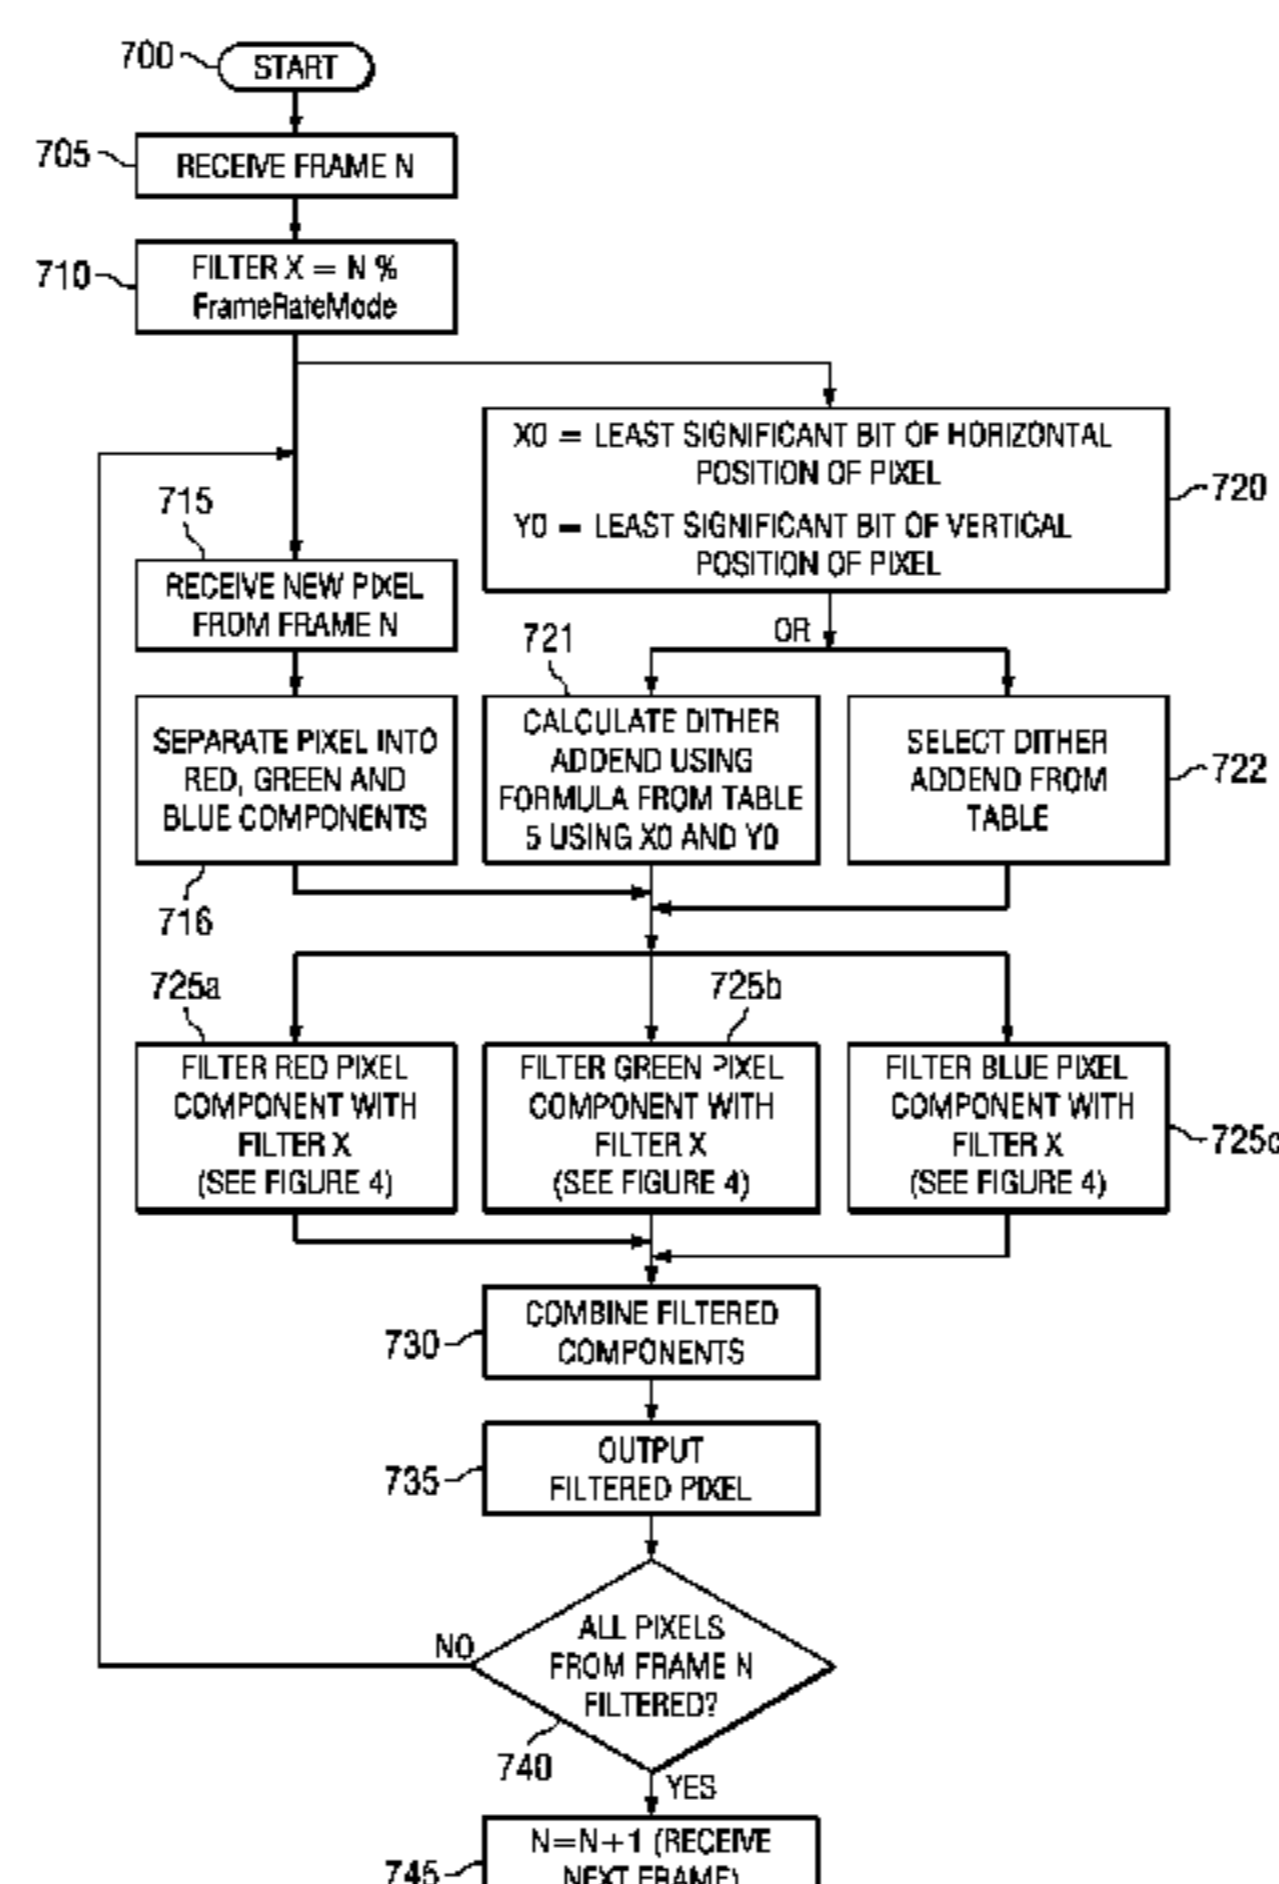 700
START
705
RECEIVE FRAME N
710
FILTER X = N %
FrameRateMode
X0 = LEAST SIGNIFICANT BIT OF HORIZONTAL
POSITION OF PIXEL
Y0 = LEAST SIGNIFICANT BIT OF VERTICAL
POSITION OF PIXEL
720
715
RECEIVE NEW PIXEL
FROM FRAME N
OR
721
SEPARATE PIXEL INTO
RED, GREEN AND
BLUE COMPONENTS
716
CALCULATE DITHER
ADDEND USING
FORMULA FROM TABLE
5 USING X0 AND Y0
SELECT DITHER
ADDEND FROM
TABLE
722
725a
FILTER RED PIXEL
COMPONENT WITH
FILTER X
(SEE FIGURE 4)
725b
FILTER GREEN PIXEL
COMPONENT WITH
FILTER X
(SEE FIGURE 4)
FILTER BLUE PIXEL
COMPONENT WITH
FILTER X
(SEE FIGURE 4)
725c
730
COMBINE FILTERED
COMPONENTS
735
OUTPUT
FILTERED PIXEL
NO
ALL PIXELS
FROM FRAME N
FILTERED?
740
YES
745
N=N+1 (RECEIVE
NEXT FRAME)